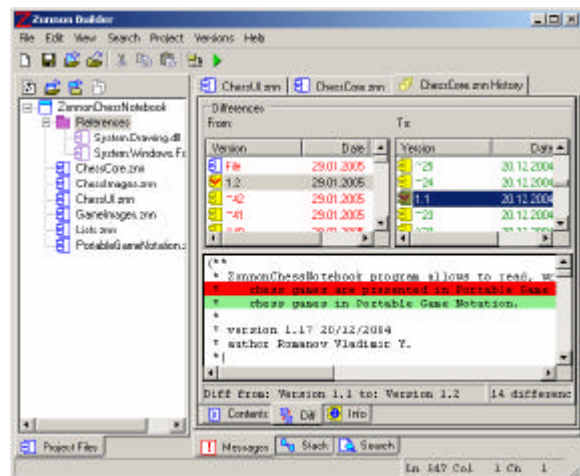 Zonnon Builder
File Edit View Search Project Versions Help
ChessUI.znn
ChessCore.znn
ChessCore.znn History
ZonnonChessNotebook
References
System.Drawing.dll
System.Windows.Fo
ChessCore.znn
ChessImages.znn
ChessUI.znn
GameImages.znn
Lists.znn
PortableGameNotation.z
Differences
From:
To:
Version Date
File 29.01.2005
1.2 29.01.2005
~42 29.01.2005
~41 29.01.2005
Version Date
~25 20.12.2004
~24 20.12.2004
1.1 20.12.2004
~23 20.12.2004
(**
* ZonnonChessNotebook program allows to read, wr
* chess games are presented in Portable Game
* chess games in Portable Game Notation.
*
* version 1.17 20/12/2004
* author Romanov Vladimir Y.
*)
Diff from: Version 1.1 to: Version 1.2
14 differenc
Contents Diff Info
Project Files
Messages Stack Search
Ln 547 Col 1 Ch 1